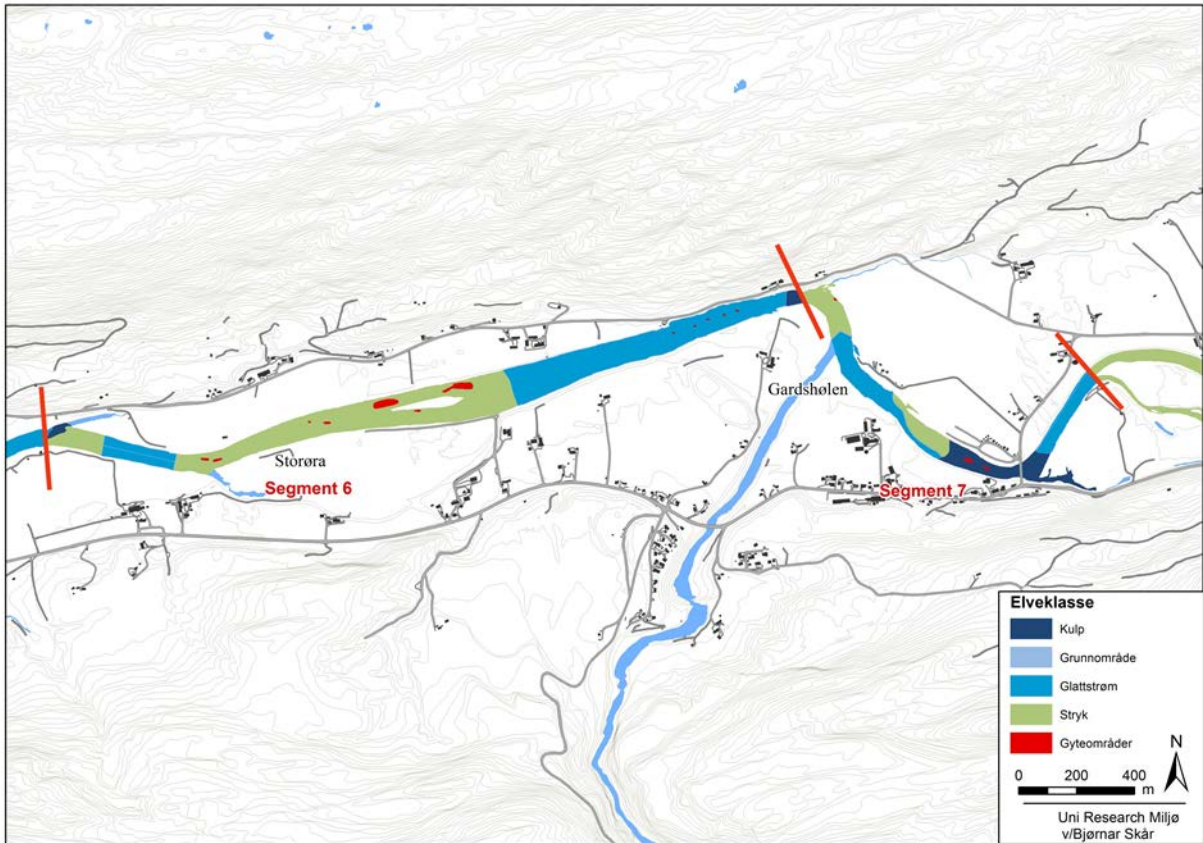 Gardshølen
Storøra
Segment 6
Segment 7
Elveklasse
Kulp
Grunnområde
Glattstrøm
Stryk
Gyteområder
N
0 200 400
m
Uni Research Miljø
v/Bjørnar Skår